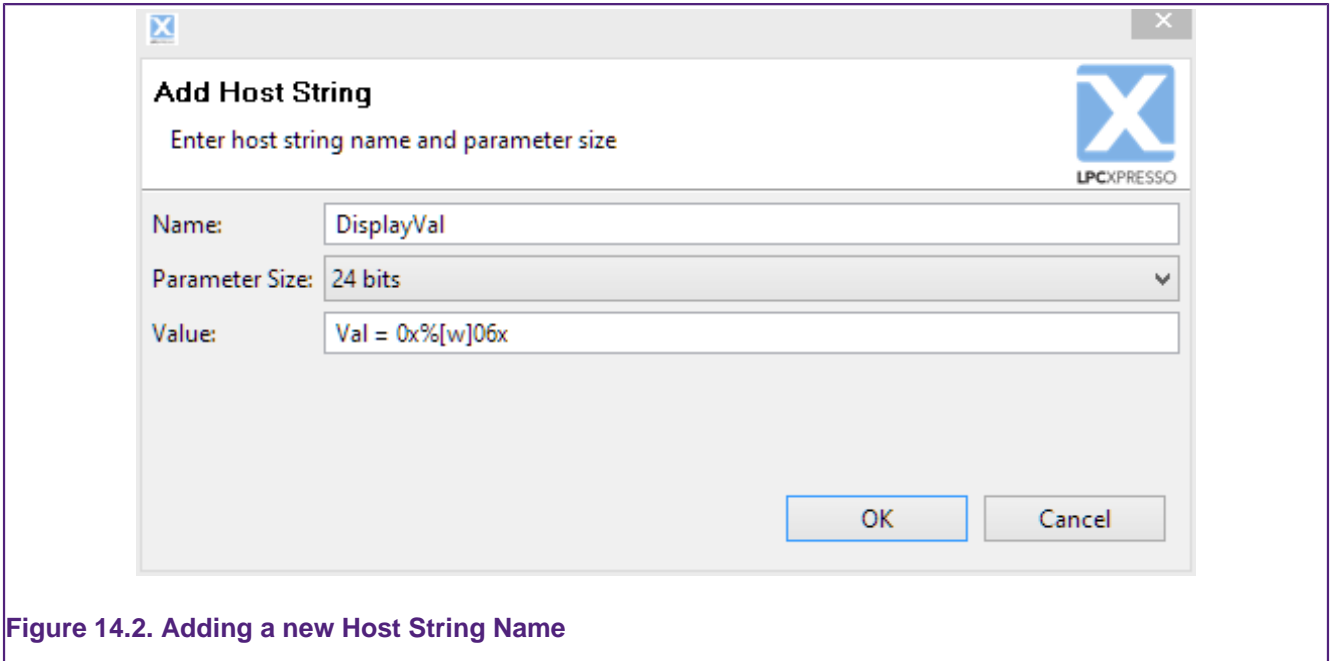 Add Host String
Enter host string name and parameter size
LPCXPRESSO
Name: DisplayVal
Parameter Size: 24 bits
Value: Val = 0x%[w]06x
OK Cancel
Figure 14.2. Adding a new Host String Name